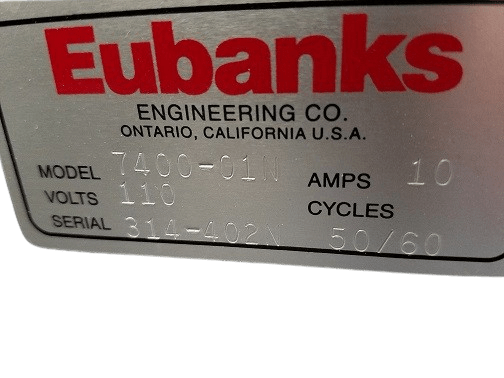 Eubanks
ENGINEERING CO.
ONTARIO, CALIFORNIA U.S.A.
MODEL 7400-01N AMPS 10
VOLTS 110 CYCLES
SERIAL 314-402N 50/60